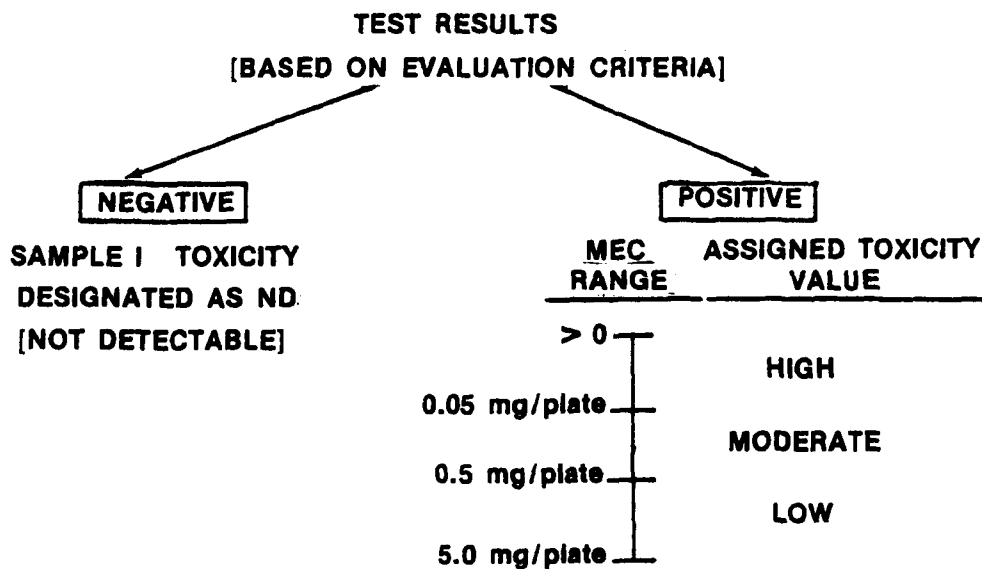 TEST RESULTS
[BASED ON EVALUATION CRITERIA]
NEGATIVE
SAMPLE I TOXICITY
DESIGNATED AS ND
[NOT DETECTABLE]
POSITIVE
MEC
RANGE
ASSIGNED TOXICITY
VALUE
> 0
HIGH
0.05 mg/plate
MODERATE
0.5 mg/plate
LOW
5.0 mg/plate